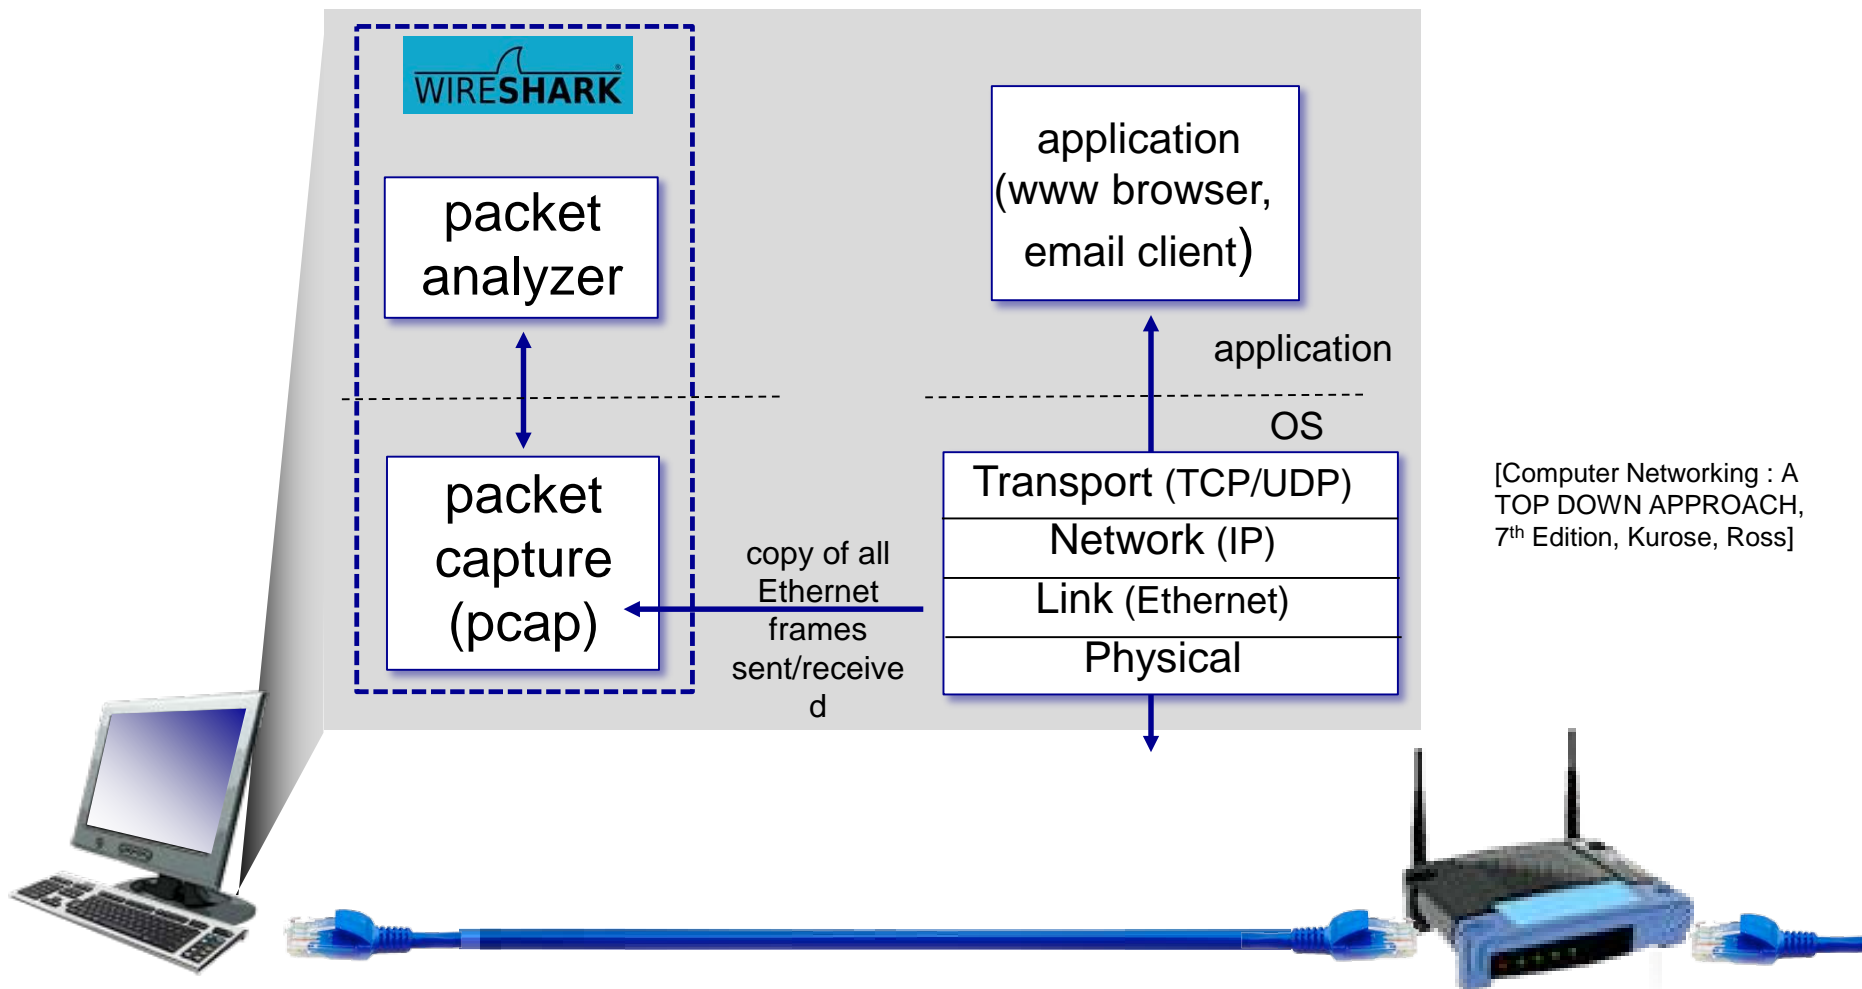 WIRESHARK®
packet
analyzer
packet
capture
(pcap)
copy of all
Ethernet
frames
sent/receive
d
application
(www browser,
email client)
application
OS
Transport (TCP/UDP)
Network (IP)
Link (Ethernet)
Physical
[Computer Networking : A
TOP DOWN APPROACH,
7th Edition, Kurose, Ross]